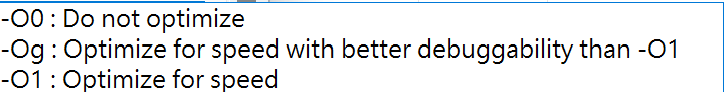 -O0 : Do not optimize
-Og : Optimize for speed with better debuggability than -O1
-O1 : Optimize for speed